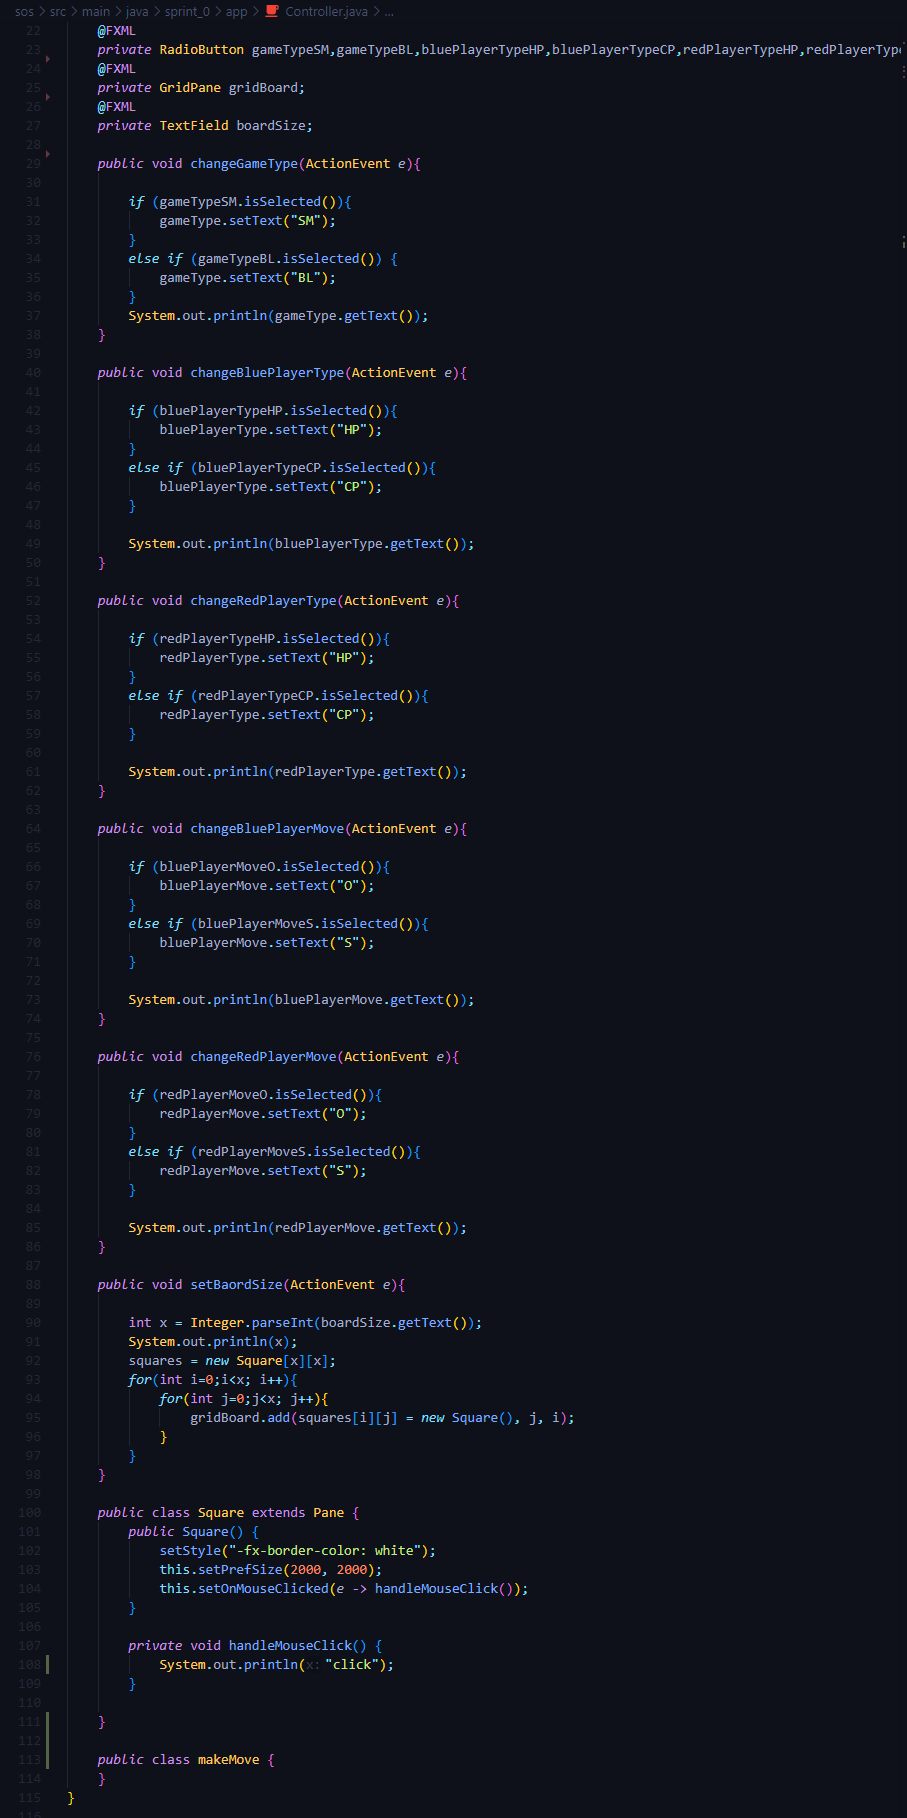 sos > src > main > java > sprint_0 > app > Controller.java > ...
22 @FXML
23 private RadioButton gameTypeSM,gameTypeBL,bluePlayerTypeHP,bluePlayerTypeCP,redPlayerTypeHP,redPlayerType
24 @FXML
25 private GridPane gridBoard;
26 @FXML
27 private TextField boardSize;
28
29 public void changeGameType(ActionEvent e){
30
31 if (gameTypeSM.isSelected()){
32 gameType.setText("SM");
33 }
34 else if (gameTypeBL.isSelected()) {
35 gameType.setText("BL");
36 }
37 System.out.println(gameType.getText());
38 }
39
40 public void changeBluePlayerType(ActionEvent e){
41
42 if (bluePlayerTypeHP.isSelected()){
43 bluePlayerType.setText("HP");
44 }
45 else if (bluePlayerTypeCP.isSelected()){
46 bluePlayerType.setText("CP");
47 }
48
49 System.out.println(bluePlayerType.getText());
50 }
51
52 public void changeRedPlayerType(ActionEvent e){
53
54 if (redPlayerTypeHP.isSelected()){
55 redPlayerType.setText("HP");
56 }
57 else if (redPlayerTypeCP.isSelected()){
58 redPlayerType.setText("CP");
59 }
60
61 System.out.println(redPlayerType.getText());
62 }
63
64 public void changeBluePlayerMove(ActionEvent e){
65
66 if (bluePlayerMoveO.isSelected()){
67 bluePlayerMove.setText("O");
68 }
69 else if (bluePlayerMoveS.isSelected()){
70 bluePlayerMove.setText("S");
71 }
72
73 System.out.println(bluePlayerMove.getText());
74 }
75
76 public void changeRedPlayerMove(ActionEvent e){
77
78 if (redPlayerMoveO.isSelected()){
79 redPlayerMove.setText("O");
80 }
81 else if (redPlayerMoveS.isSelected()){
82 redPlayerMove.setText("S");
83 }
84
85 System.out.println(redPlayerMove.getText());
86 }
87
88 public void setBaordSize(ActionEvent e){
89
90 int x = Integer.parseInt(boardSize.getText());
91 System.out.println(x);
92 squares = new Square[x][x];
93 for(int i=0;i<x; i++){
94 for(int j=0;j<x; j++){
95 gridBoard.add(squares[i][j] = new Square(), j, i);
96 }
97 }
98 }
99
100 public class Square extends Pane {
101 public Square() {
102 setStyle("-fx-border-color: white");
103 this.setPrefSize(2000, 2000);
104 this.setOnMouseClicked(e -> handleMouseClick());
105 }
106
107 private void handleMouseClick() {
108 System.out.println(x: "click");
109 }
110
111 }
112
113 public class makeMove {
114 }
115 }
116